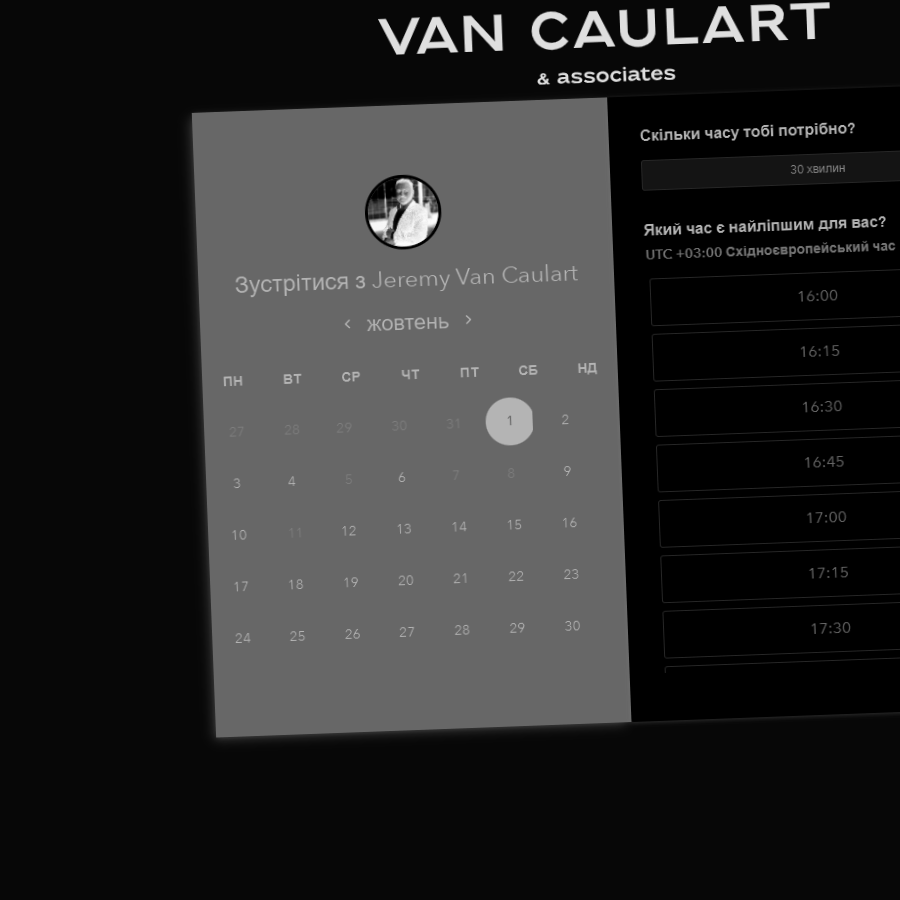 VAN CAULART
& associates
Зустрітися з Jeremy Van Caulart
жовтень
ПН ВТ СР ЧТ ПТ СБ НД
27 28 29 30 31 1 2
3 4 5 6 7 8 9
10 11 12 13 14 15 16
17 18 19 20 21 22 23
24 25 26 27 28 29 30
Скільки часу тобі потрібно?
30 хвилин
Який час є найліпшим для вас?
UTC +03:00 Східноєвропейський час
16:00
16:15
16:30
16:45
17:00
17:15
17:30